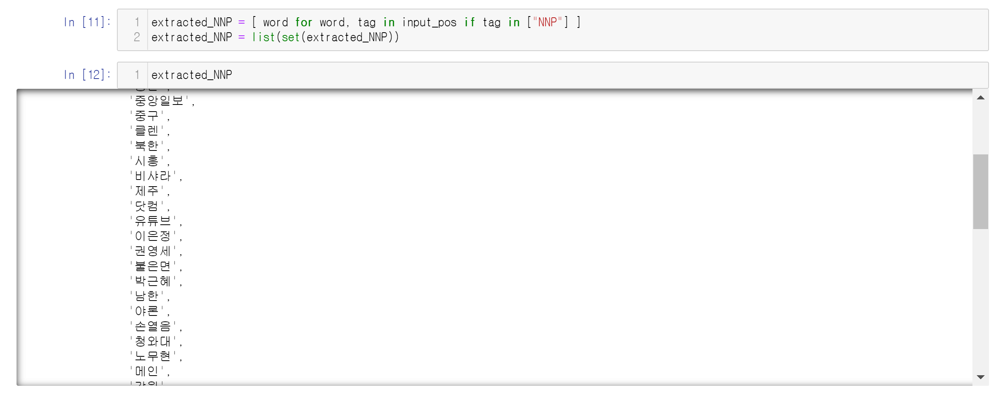 In [11]:
1 extracted_NNP = [ word for word, tag in input_pos if tag in ["NNP"] ]
2 extracted_NNP = list(set(extracted_NNP))
In [12]:
1 extracted_NNP
'중앙일보',
'중구',
'클렌',
'북한',
'시흥',
'비샤라',
'제주',
'닷컴',
'유튜브',
'이은정',
'권영세',
'불은면',
'박근혜',
'남한',
'야론',
'손열음',
'청와대',
'노무현',
'메인',